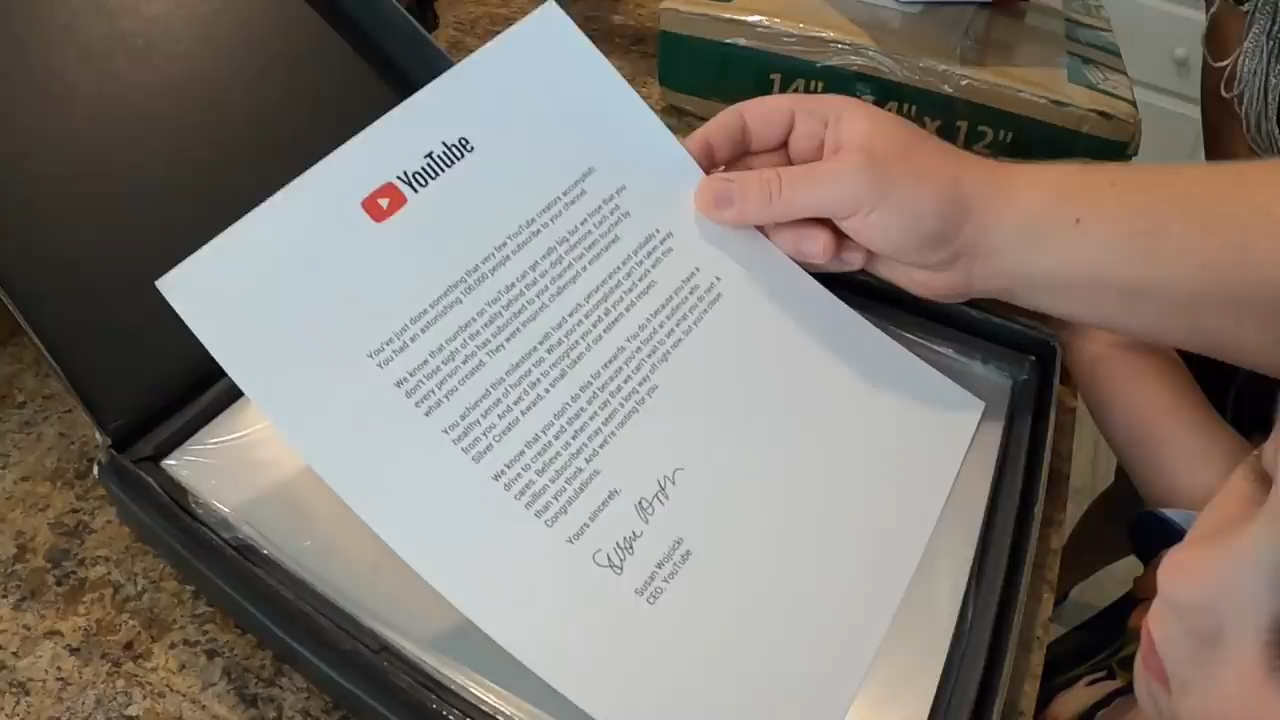 14" x 14" x 12"
YouTube
You've just done something that very few YouTube creators accomplish.
You had an astonishing 100,000 people subscribe to your channel.
We know that numbers on YouTube can get really big, but we hope that you
don't lose sight of the reality behind that six-digit milestone. Each and
every person who has subscribed to your channel has been touched by
what you created. They were inspired, challenged or entertained.
You achieved this milestone with hard work, perseverance and probably a
healthy sense of humor too. What you've accomplished can't be taken away
from you. And we'd like to recognize you and all your hard work with this
Silver Creator Award, a small token of our esteem and respect.
We know that you don't do this for rewards. You do it because you have a
drive to create and share, and because you've found an audience who
cares. Believe us when we say that we can't wait to see what you do next. A
million subscribers may seem a long way off right now, but you're closer
than you think, and we're rooting for you.
Congratulations.
Yours sincerely,
Susan Wojcicki
CEO, YouTube